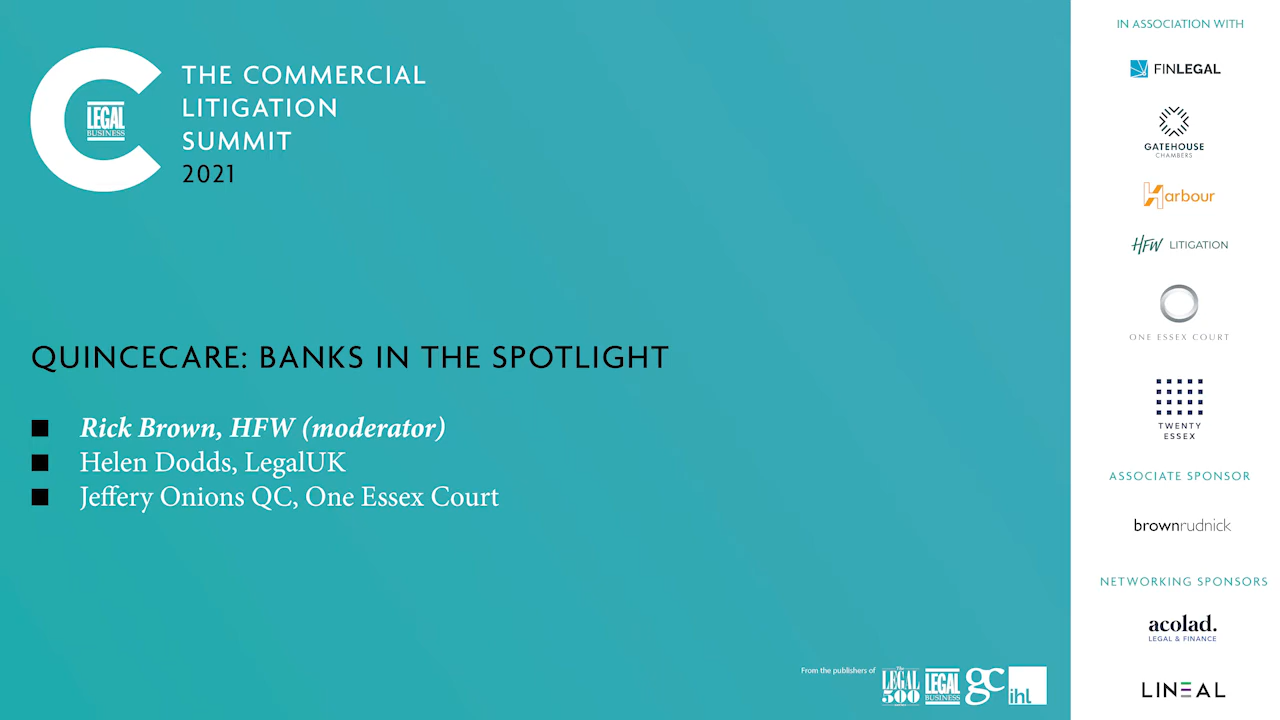 THE COMMERCIAL
LITIGATION
SUMMIT
2021
LEGAL
BUSINESS
QUINCECARE: BANKS IN THE SPOTLIGHT
Rick Brown, HFW (moderator)
Helen Dodds, LegalUK
Jeffery Onions QC, One Essex Court
From the publishers of
The
LEGAL
500
LEGAL
BUSINESS
gc
ihl
IN ASSOCIATION WITH
FINLEGAL
GATEHOUSE
CHAMBERS
Harbour
HFW LITIGATION
ONE ESSEX COURT
TWENTY
ESSEX
ASSOCIATE SPONSOR
brownrudnick
NETWORKING SPONSORS
acolad.
LEGAL & FINANCE
LINEAL